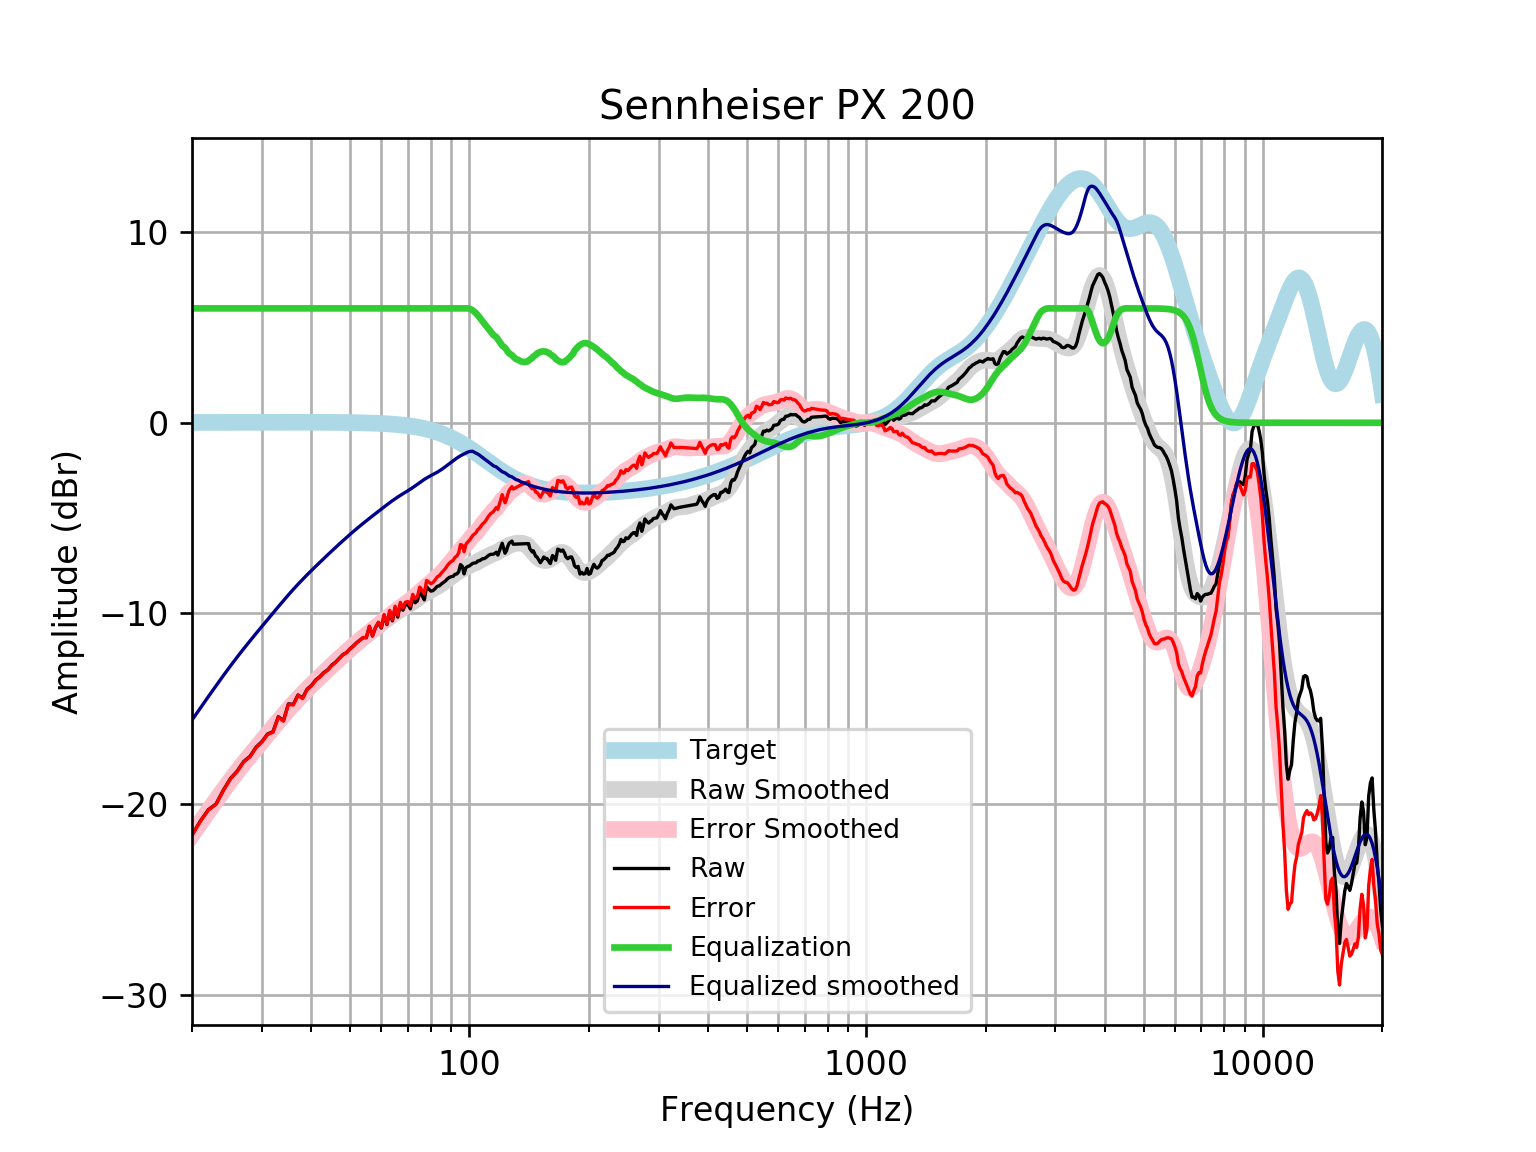 Sennheiser PX 200
Amplitude (dBr)
10
0
−10
−20
−30
Target
Raw Smoothed
Error Smoothed
Raw
Error
Equalization
Equalized smoothed
100
1000
10000
Frequency (Hz)